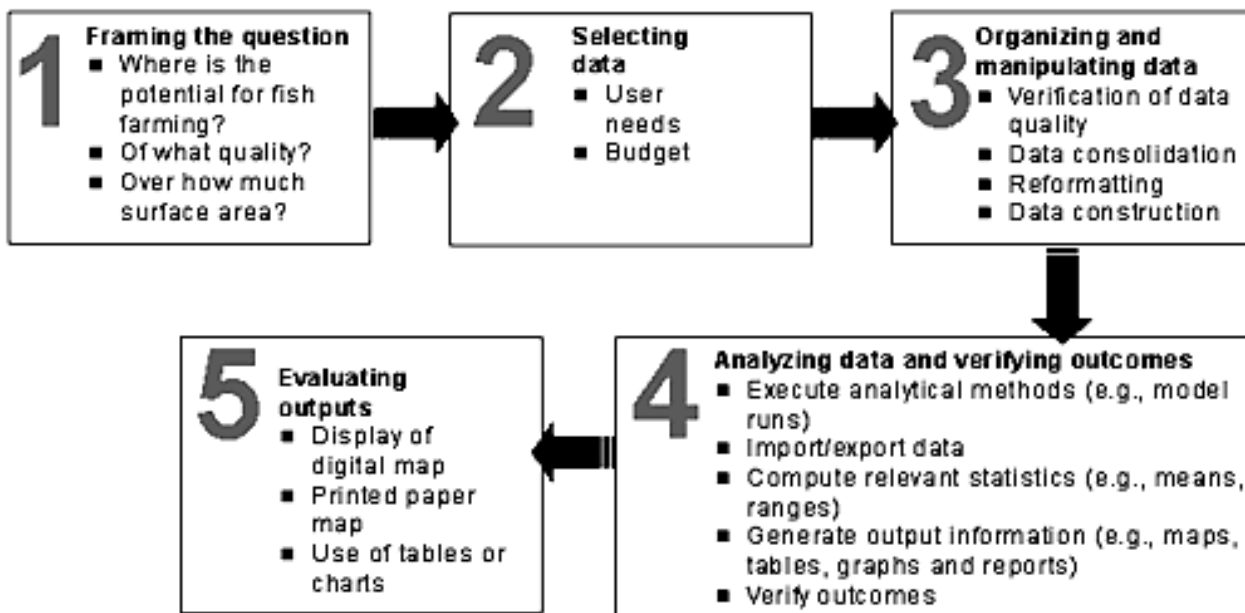 1
Framing the question
■ Where is the
potential for fish
farming?
■ Of what quality?
■ Over how much
surface area?
2
Selecting
data
■ User
needs
■ Budget
3
Organizing and
manipulating data
■ Verification of data
quality
■ Data consolidation
■ Reformatting
■ Data construction
4
Analyzing data and verifying outcomes
■ Execute analytical methods (e.g., model
runs)
■ Import/export data
■ Compute relevant statistics (e.g., means,
ranges)
■ Generate output information (e.g., maps,
tables, graphs and reports)
■ Verify outcomes
5
Evaluating
outputs
■ Display of
digital map
■ Printed paper
map
■ Use of tables or
charts